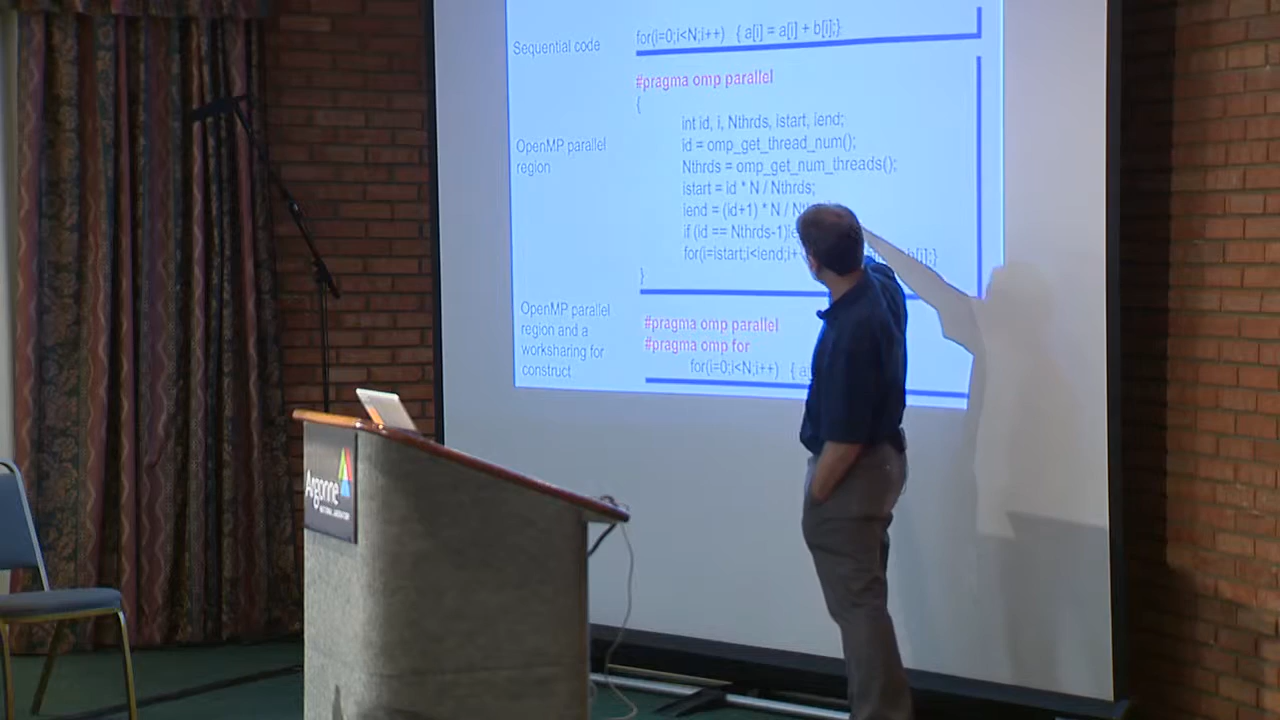 Sequential code
for(i=0;i<N;i++) { a[i] = a[i] + b[i];}
#pragma omp parallel
{
OpenMP parallel
region
int id, i, Nthrds, istart, iend;
id = omp_get_thread_num();
Nthrds = omp_get_num_threads();
istart = id * N / Nthrds;
iend = (id+1) * N /
if (id == Nthrds-1)
for(i=istart;i<iend;i+ b[i];}
}
OpenMP parallel
region and a
worksharing for
construct
#pragma omp parallel
#pragma omp for
for(i=0;i<N;i++) { a
Argonne
NATIONAL LABORATORY